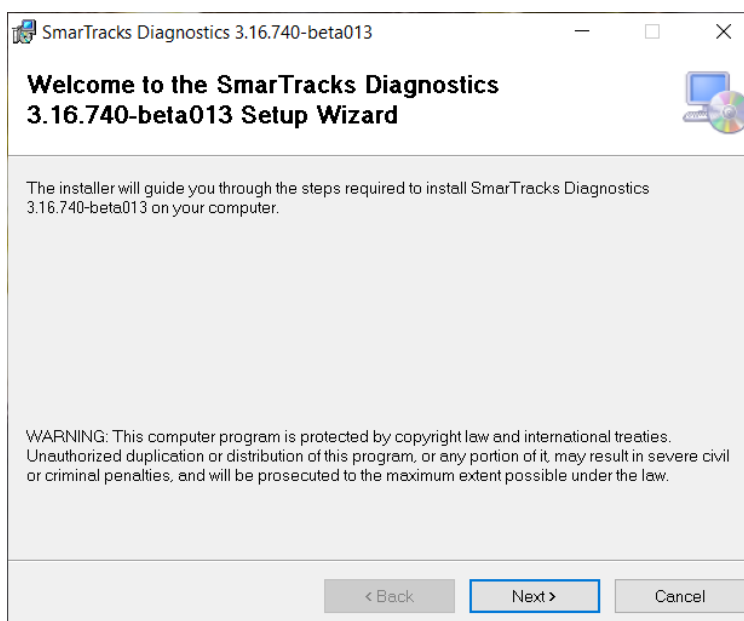 SmarTracks Diagnostics 3.16.740-beta013
Welcome to the SmarTracks Diagnostics
3.16.740-beta013 Setup Wizard
The installer will guide you through the steps required to install SmarTracks Diagnostics
3.16.740-beta013 on your computer.
WARNING: This computer program is protected by copyright law and international treaties.
Unauthorized duplication or distribution of this program, or any portion of it, may result in severe civil
or criminal penalties, and will be prosecuted to the maximum extent possible under the law.
< Back Next > Cancel